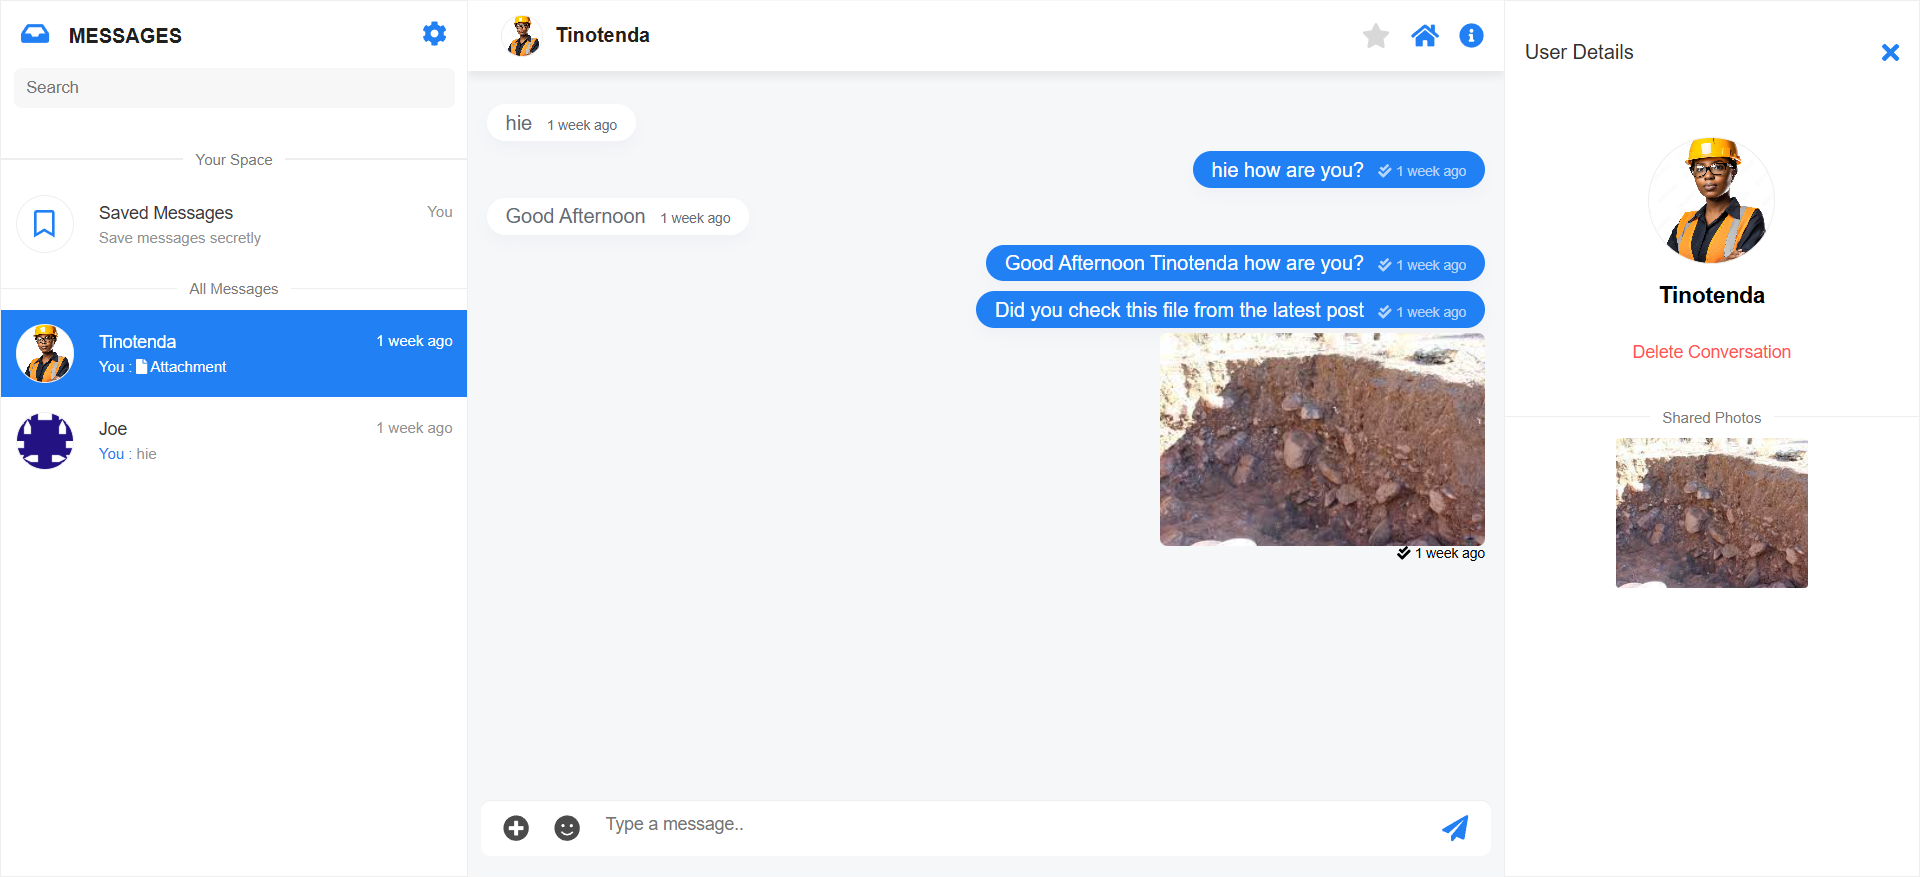 MESSAGES
Search
Your Space
Saved Messages
You
Save messages secretly
All Messages
Tinotenda
1 week ago
You : Attachment
Joe
1 week ago
You : hie
Tinotenda
hie 1 week ago
hie how are you? 1 week ago
Good Afternoon 1 week ago
Good Afternoon Tinotenda how are you? 1 week ago
Did you check this file from the latest post 1 week ago
1 week ago
Type a message..
User Details
Tinotenda
Delete Conversation
Shared Photos